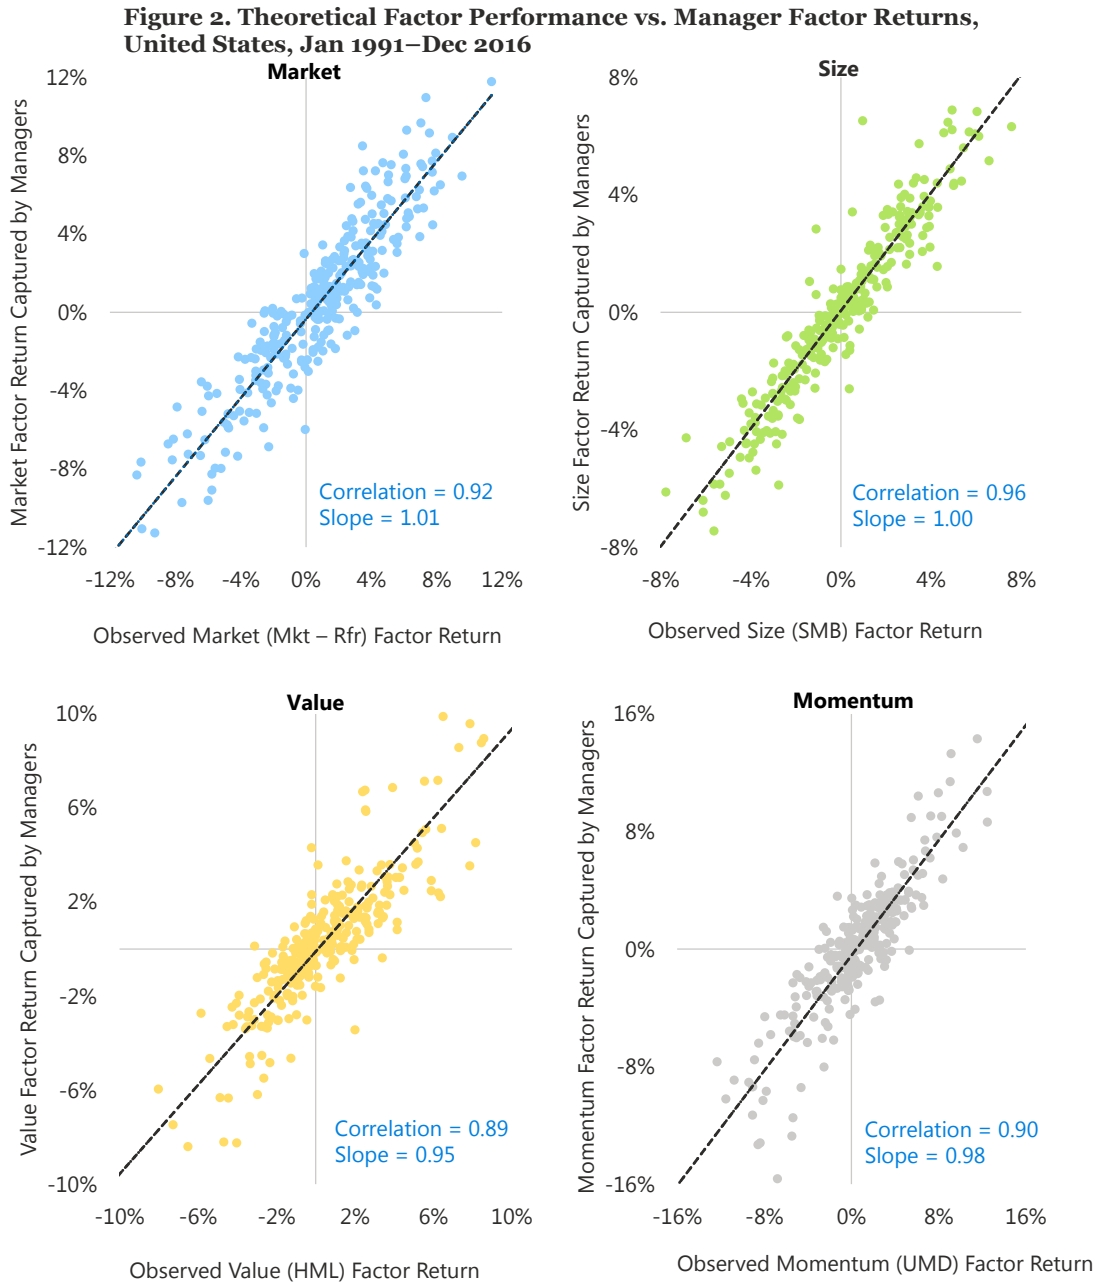 Figure 2. Theoretical Factor Performance vs. Manager Factor Returns,
United States, Jan 1991–Dec 2016
Market
Market Factor Return Captured by Managers
12%
8%
4%
0%
-4%
-8%
-12%
Correlation = 0.92
Slope = 1.01
-12% -8% -4% 0% 4% 8% 12%
Observed Market (Mkt – Rfr) Factor Return
Size
Size Factor Return Captured by Managers
8%
4%
0%
-4%
-8%
Correlation = 0.96
Slope = 1.00
-8% -4% 0% 4% 8%
Observed Size (SMB) Factor Return
Value
Value Factor Return Captured by Managers
10%
6%
2%
-2%
-6%
-10%
Correlation = 0.89
Slope = 0.95
-10% -6% -2% 2% 6% 10%
Observed Value (HML) Factor Return
Momentum
Momentum Factor Return Captured by Managers
16%
8%
0%
-8%
-16%
Correlation = 0.90
Slope = 0.98
-16% -8% 0% 8% 16%
Observed Momentum (UMD) Factor Return